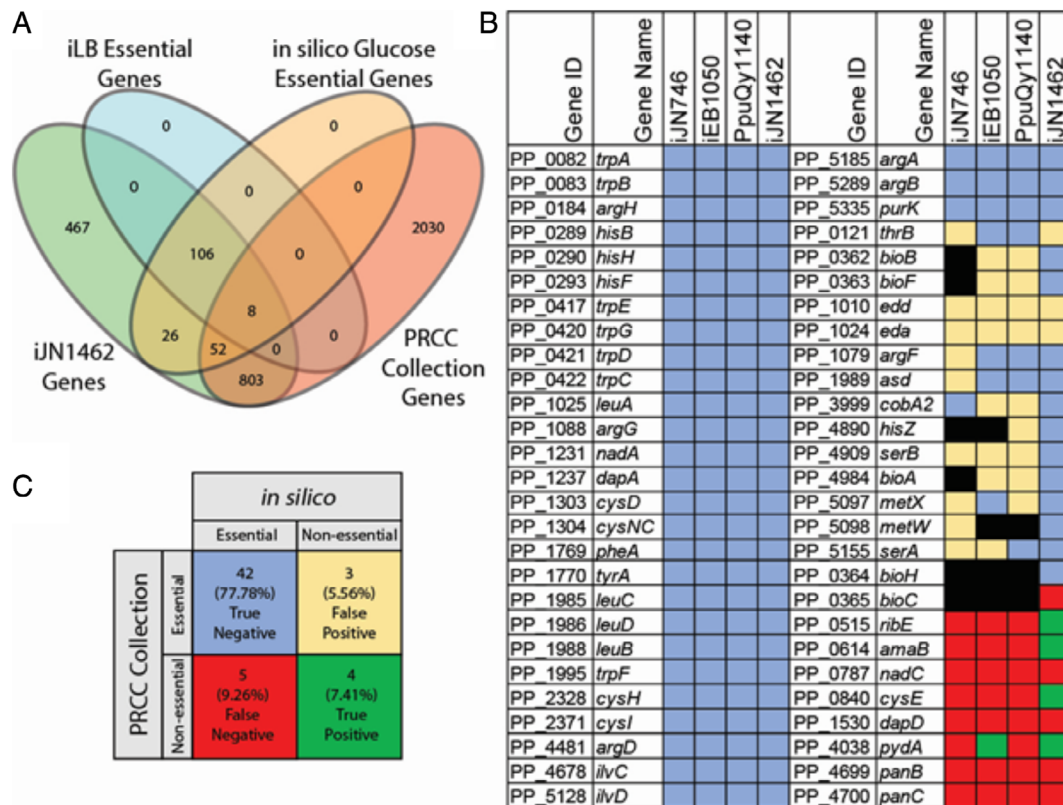 A
iLB Essential
Genes
in silico Glucose
Essential Genes
0
0
0
0
467
2030
106
0
8
26
52
0
0
803
iJN1462
Genes
PRCC
Collection
Genes
B
Gene ID Gene Name iJN746 iEB1050 PpuQy1140 iJN1462 Gene ID Gene Name iJN746 iEB1050 PpuQy1140 iJN1462
PP_0082 trpA PP_5185 argA
PP_0083 trpB PP_5289 argB
PP_0184 argH PP_5335 purK
PP_0289 hisB PP_0121 thrB
PP_0290 hisH PP_0362 bioB
PP_0293 hisF PP_0363 bioF
PP_0417 trpE PP_1010 edd
PP_0420 trpG PP_1024 eda
PP_0421 trpD PP_1079 argF
PP_0422 trpC PP_1989 asd
PP_1025 leuA PP_3999 cobA2
PP_1088 argG PP_4890 hisZ
PP_1231 nadA PP_4909 serB
PP_1237 dapA PP_4984 bioA
PP_1303 cysD PP_5097 metX
PP_1304 cysNC PP_5098 metW
PP_1769 pheA PP_5155 serA
PP_1770 tyrA PP_0364 bioH
PP_1985 leuC PP_0365 bioC
PP_1986 leuD PP_0515 ribE
PP_1988 leuB PP_0614 amaB
PP_1995 trpF PP_0787 nadC
PP_2328 cysH PP_0840 cysE
PP_2371 cysI PP_1530 dapD
PP_4481 argD PP_4038 pydA
PP_4678 ilvC PP_4699 panB
PP_5128 ilvD PP_4700 panC
C
in silico
Essential Non-essential
PRCC Collection
Essential
Non-essential
42
(77.78%)
True
Negative
3
(5.56%)
False
Positive
5
(9.26%)
False
Negative
4
(7.41%)
True
Positive